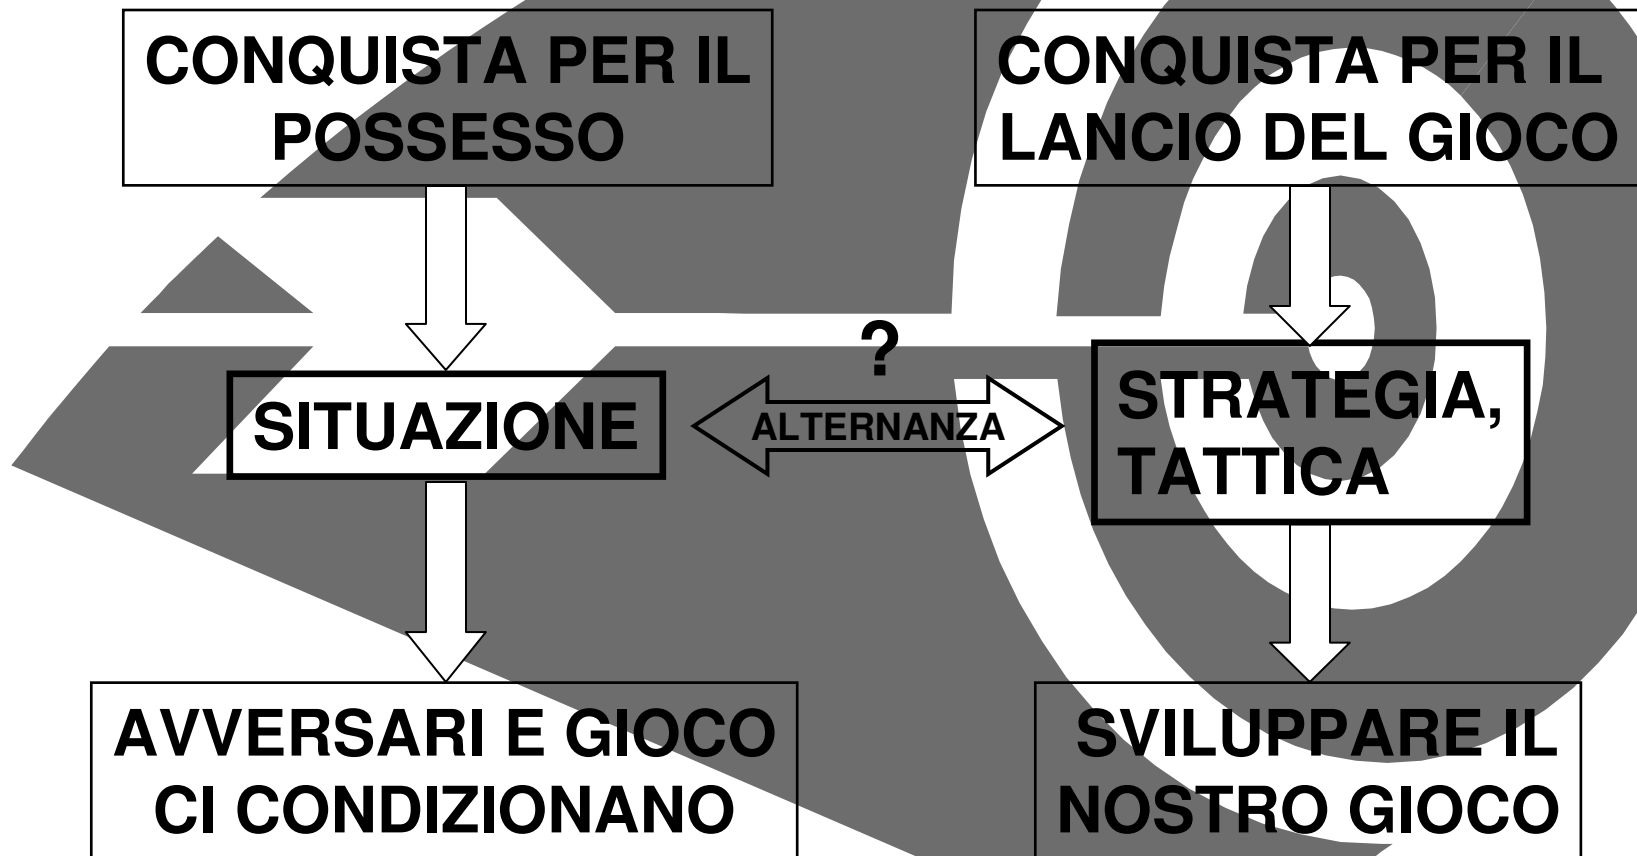 CONQUISTA PER IL
POSSESSO
CONQUISTA PER IL
LANCIO DEL GIOCO
SITUAZIONE
?
ALTERNANZA
STRATEGIA,
TATTICA
AVVERSARI E GIOCO
CI CONDIZIONANO
SVILUPPARE IL
NOSTRO GIOCO